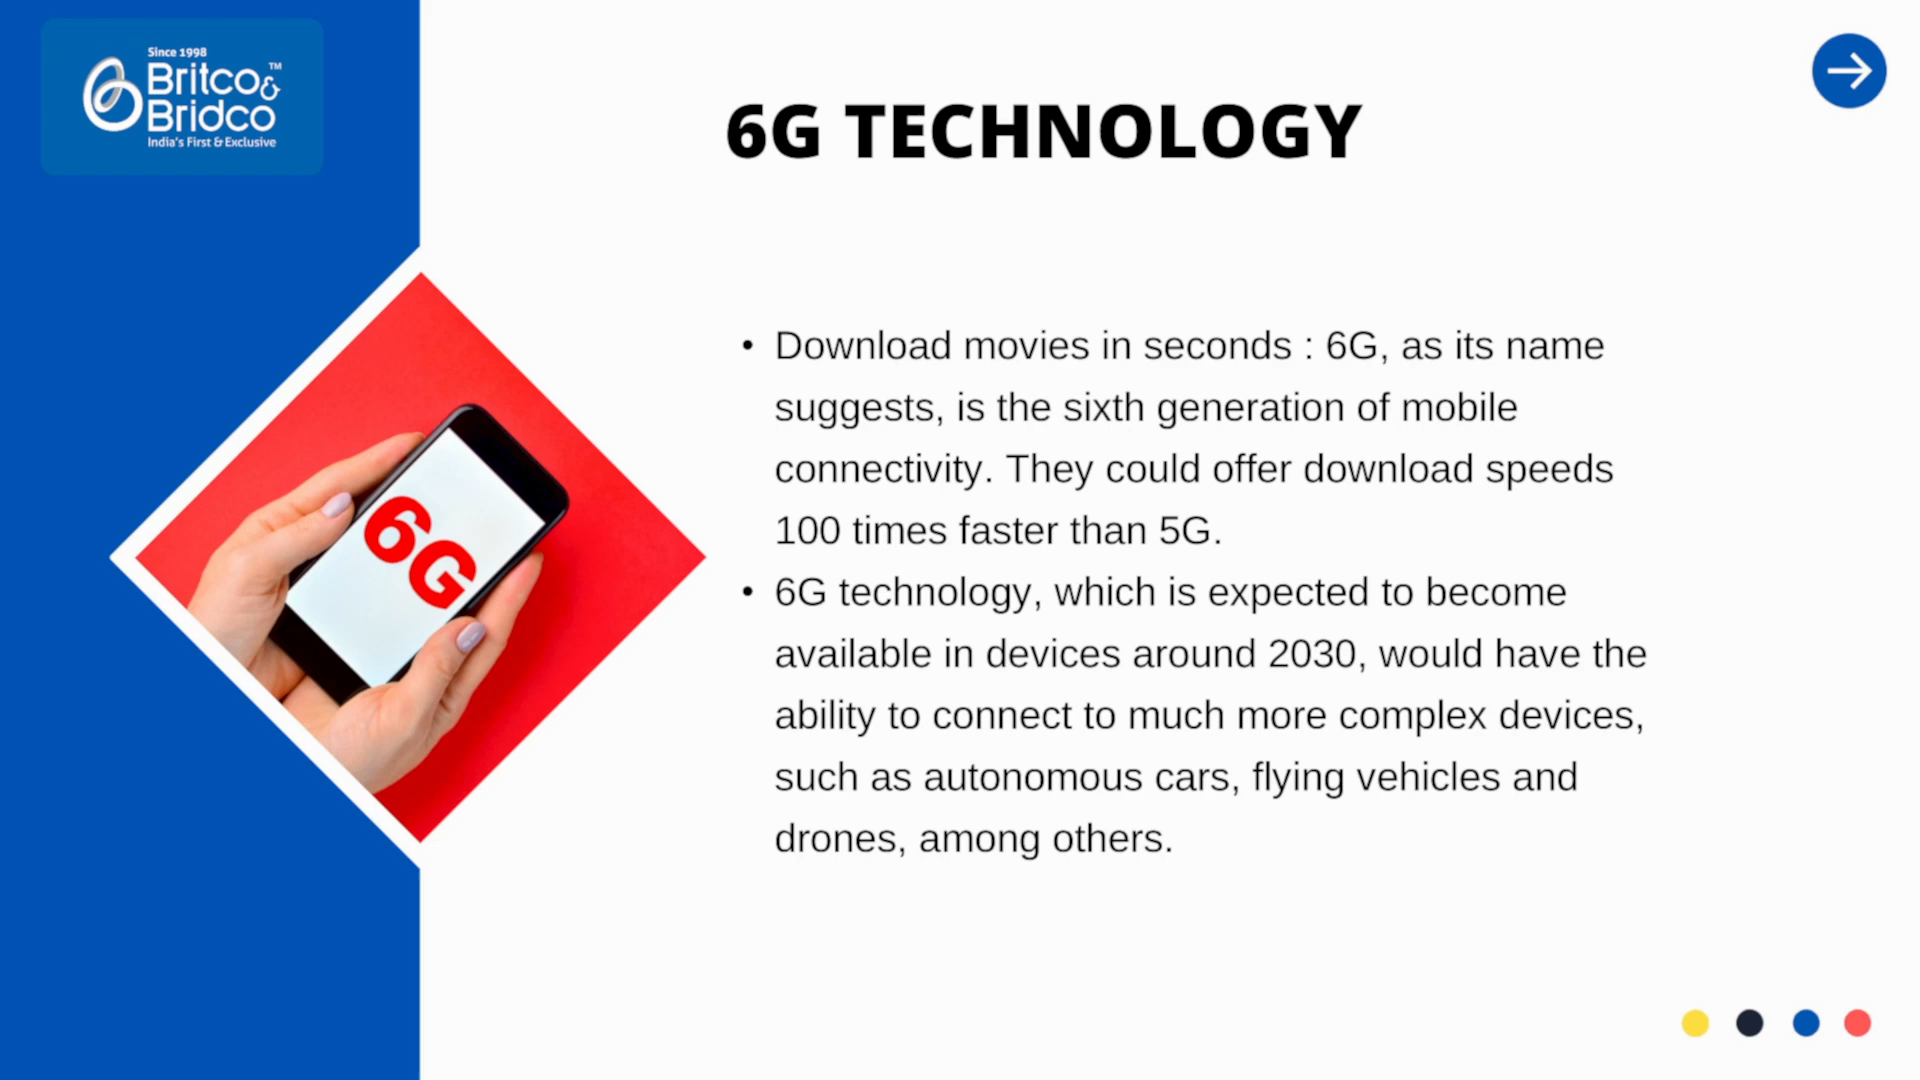 Since 1998
Britco &
Bridco
TM
India's First & Exclusive
6G TECHNOLOGY
6G
• Download movies in seconds : 6G, as its name
suggests, is the sixth generation of mobile
connectivity. They could offer download speeds
100 times faster than 5G.
• 6G technology, which is expected to become
available in devices around 2030, would have the
ability to connect to much more complex devices,
such as autonomous cars, flying vehicles and
drones, among others.